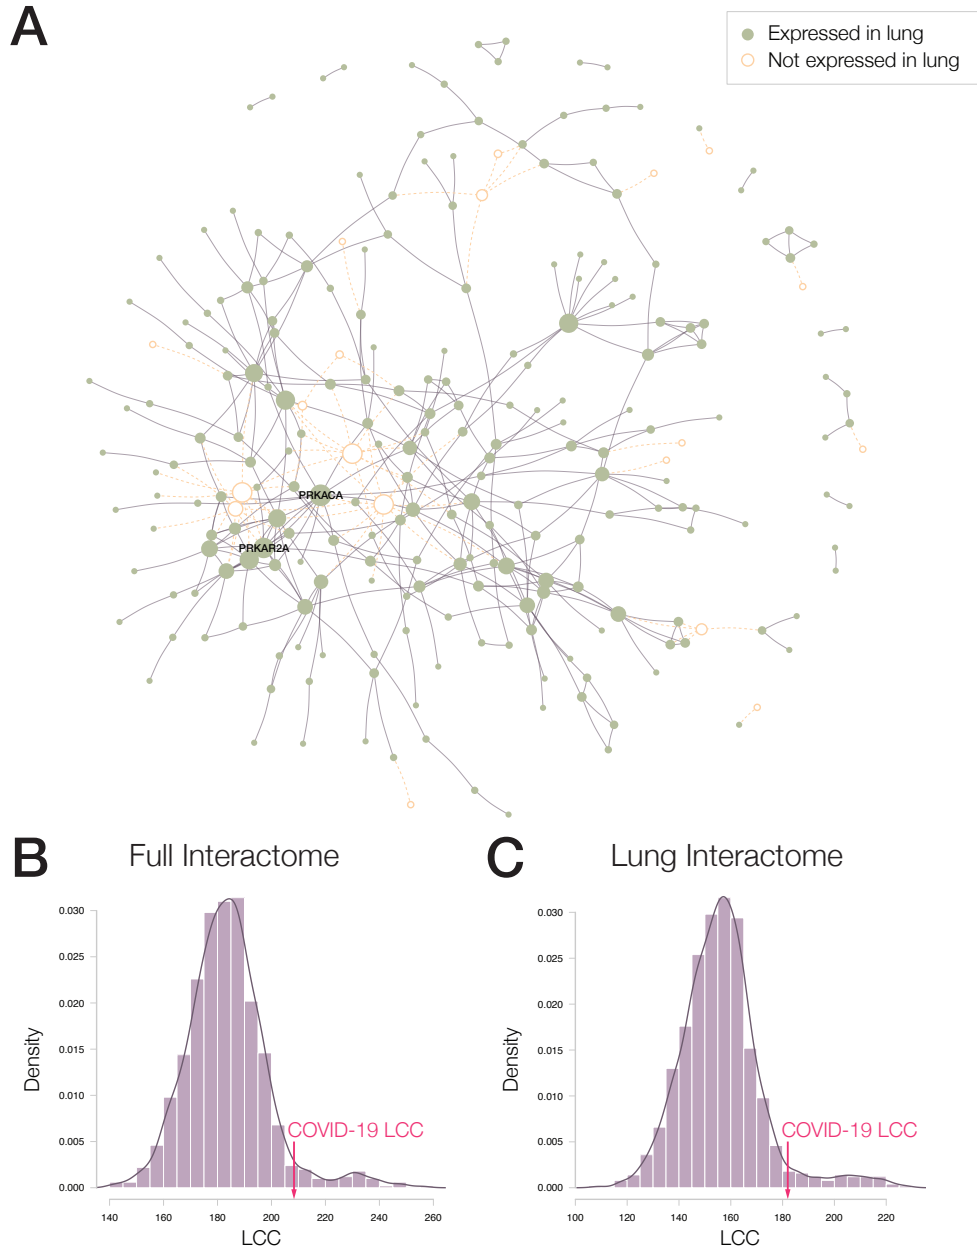 A
Expressed in lung
Not expressed in lung
PRKACA
PRKAR2A
B
Full Interactome
C
Lung Interactome
0.030
0.025
0.020
0.015
0.010
0.005
0.000
Density
COVID-19 LCC
140 160 180 200 220 240 260
LCC
0.030
0.025
0.020
0.015
0.010
0.005
0.000
Density
COVID-19 LCC
100 120 140 160 180 200 220
LCC